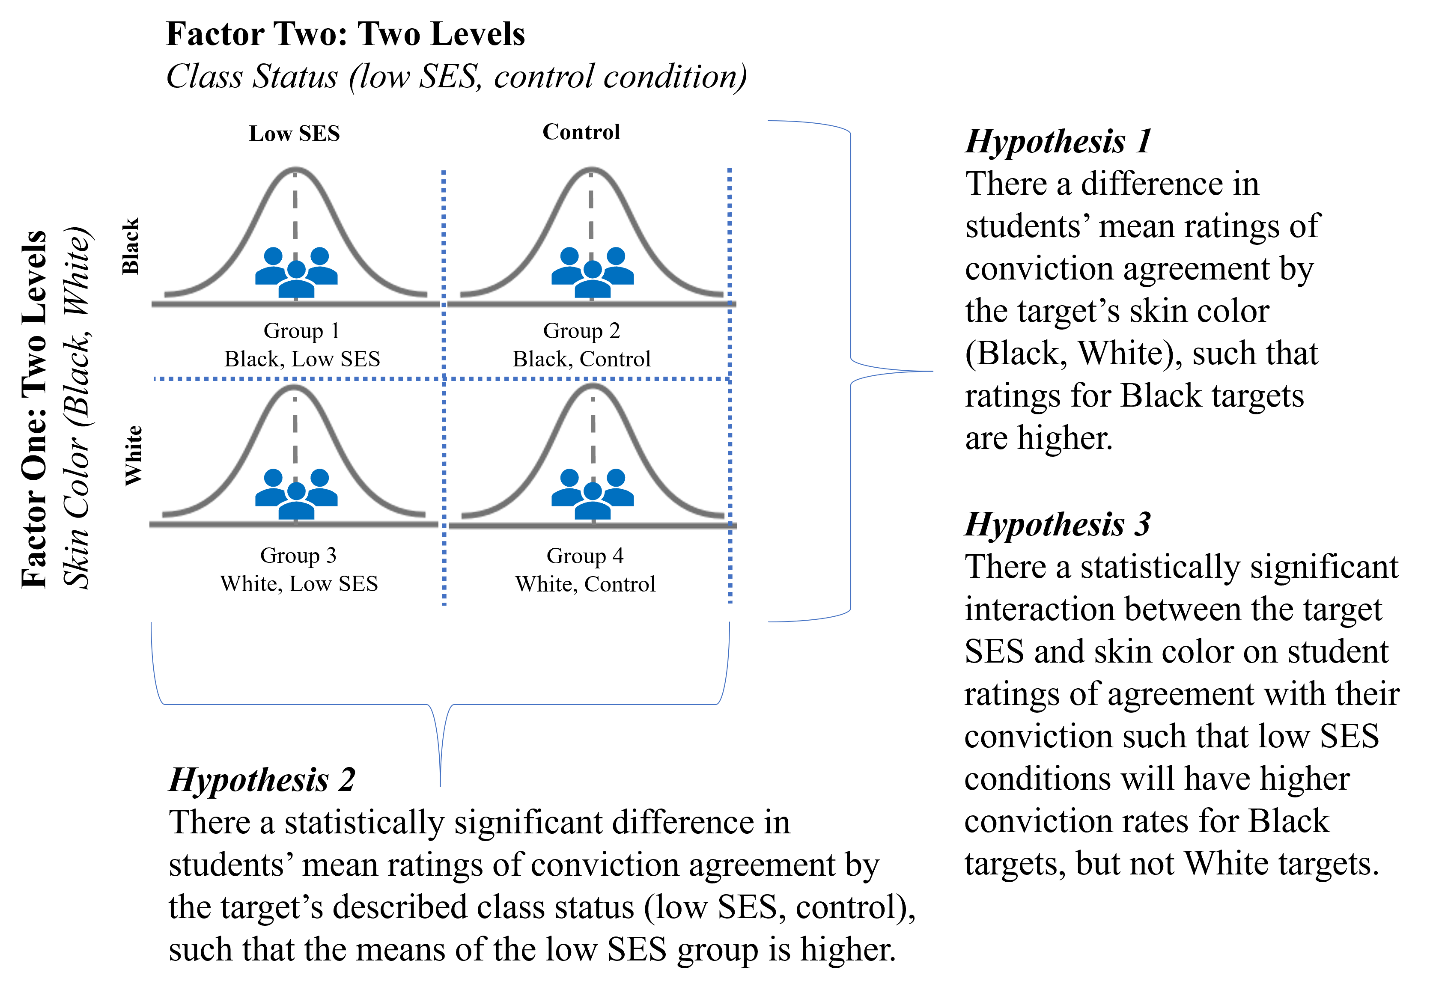 Factor Two: Two Levels
Class Status (low SES, control condition)
Low SES
Control
Factor One: Two Levels
Skin Color (Black, White)
Black
Group 1
Black, Low SES
Group 2
Black, Control
White
Group 3
White, Low SES
Group 4
White, Control
Hypothesis 1
There a difference in
students’ mean ratings of
conviction agreement by
the target’s skin color
(Black, White), such that
ratings for Black targets
are higher.
Hypothesis 3
There a statistically significant
interaction between the target
SES and skin color on student
ratings of agreement with their
conviction such that low SES
conditions will have higher
conviction rates for Black
targets, but not White targets.
Hypothesis 2
There a statistically significant difference in
students’ mean ratings of conviction agreement by
the target’s described class status (low SES, control),
such that the means of the low SES group is higher.